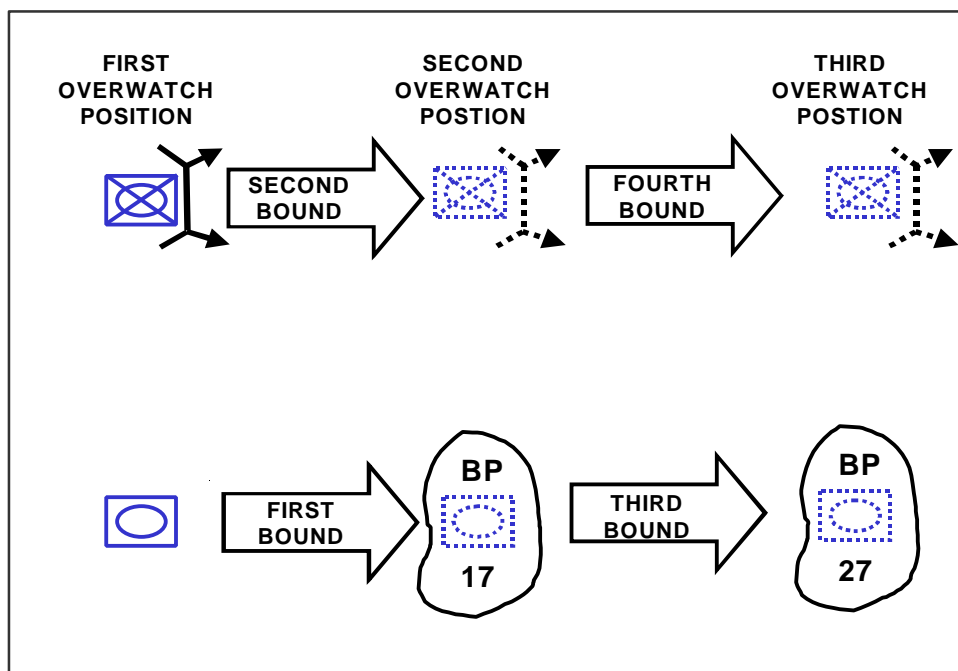 FIRST
OVERWATCH
POSITION
SECOND
OVERWATCH
POSTION
THIRD
OVERWATCH
POSTION
SECOND
BOUND
FOURTH
BOUND
BP
17
BP
27
FIRST
BOUND
THIRD
BOUND